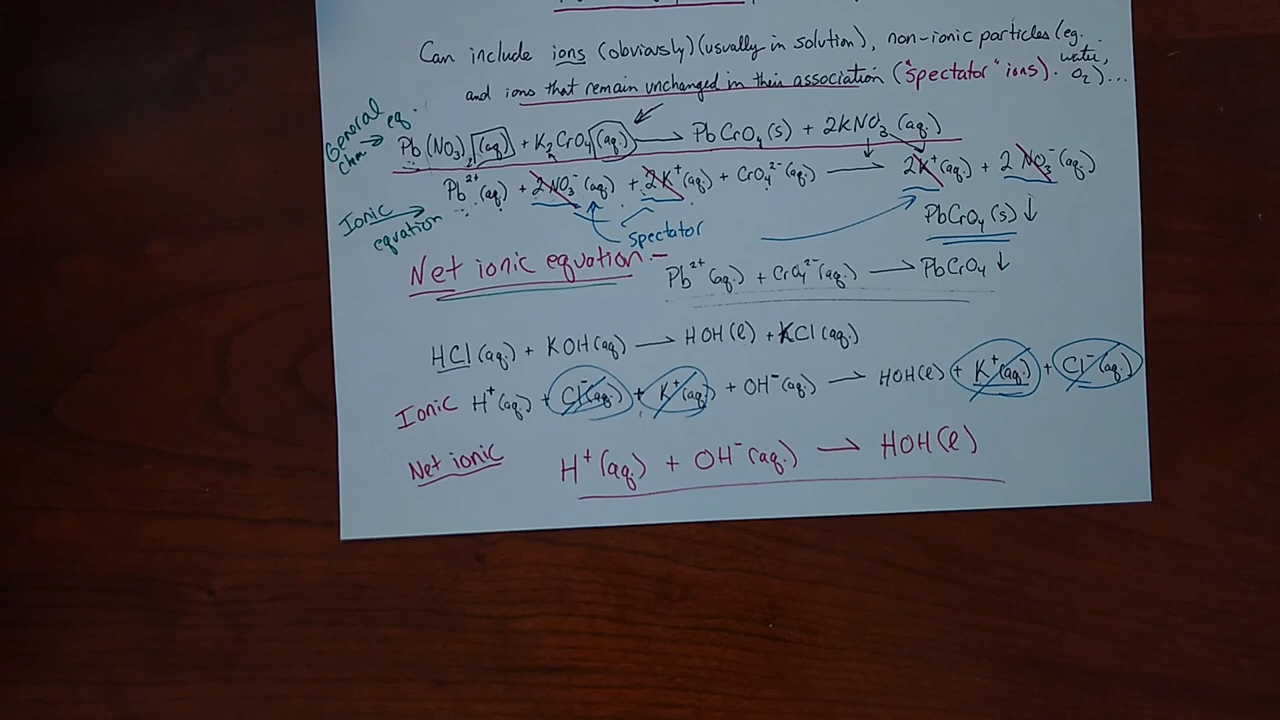 Can include ions (obviously) (usually in solution), non-ionic particles (eg. water, O₂)...
and ions that remain unchanged in their association ("spectator" ions).
General chm eq.
Pb(NO₃)₂(aq) + K₂CrO₄(aq.) → PbCrO₄(s) + 2KNO₃(aq)
Ionic equation
Pb²⁺(aq) + 2NO₃⁻(aq) + 2K⁺(aq) + CrO₄²⁻(aq) → 2K⁺(aq) + 2NO₃⁻(aq)
PbCrO₄(s)↓
Spectator
Net ionic equation - Pb²⁺(aq.) + CrO₄²⁻(aq.) → PbCrO₄↓
HCl(aq.) + KOH(aq) → HOH(l) + KCl(aq.)
Ionic H⁺(aq.) + Cl⁻(aq.) + K⁺(aq) + OH⁻(aq.) → HOH(l) + K⁺(aq.) + Cl⁻(aq.)
Net ionic H⁺(aq.) + OH⁻(aq.) → HOH(l)